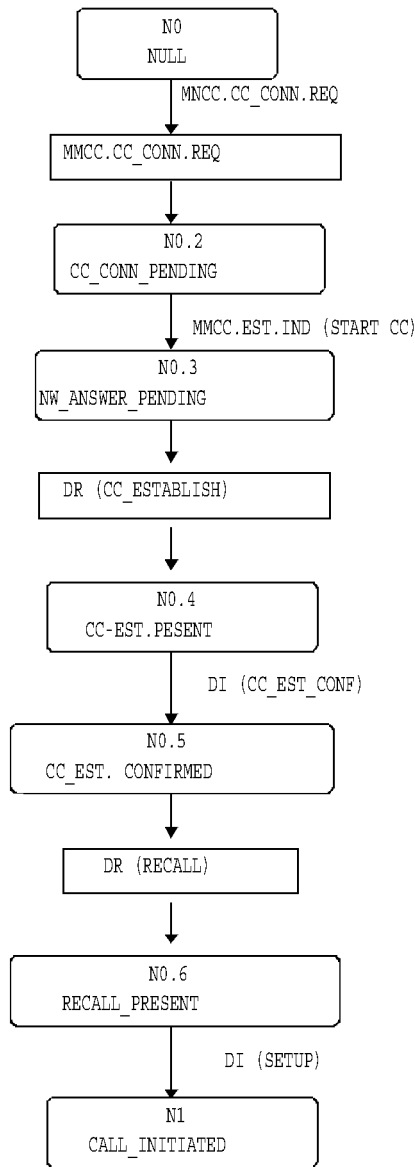 N0
NULL
MNCC.CC_CONN.REQ
MMCC.CC_CONN.REQ
N0.2
CC_CONN_PENDING
MMCC.EST.IND (START CC)
N0.3
NW_ANSWER_PENDING
DR (CC_ESTABLISH)
N0.4
CC-EST.PESENT
DI (CC_EST_CONF)
N0.5
CC_EST. CONFIRMED
DR (RECALL)
N0.6
RECALL_PRESENT
DI (SETUP)
N1
CALL_INITIATED